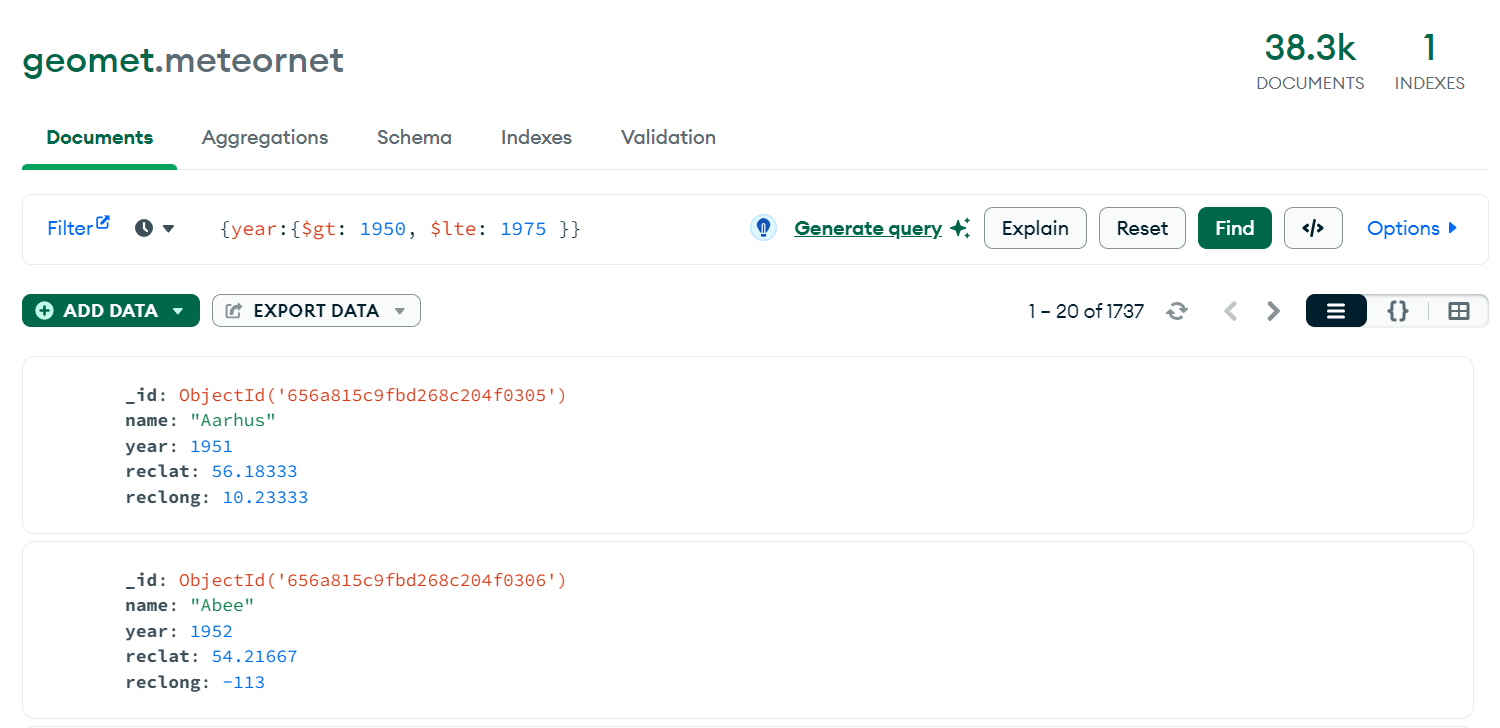 geomet.meteornet
38.3k
DOCUMENTS
1
INDEXES
Documents Aggregations Schema Indexes Validation
Filter {year:{$gt: 1950, $lte: 1975 }} Generate query Explain Reset Find </> Options
ADD DATA EXPORT DATA 1 – 20 of 1737 {}
_id: ObjectId('656a815c9fbd268c204f0305')
name: "Aarhus"
year: 1951
reclat: 56.18333
reclong: 10.23333
_id: ObjectId('656a815c9fbd268c204f0306')
name: "Abee"
year: 1952
reclat: 54.21667
reclong: -113